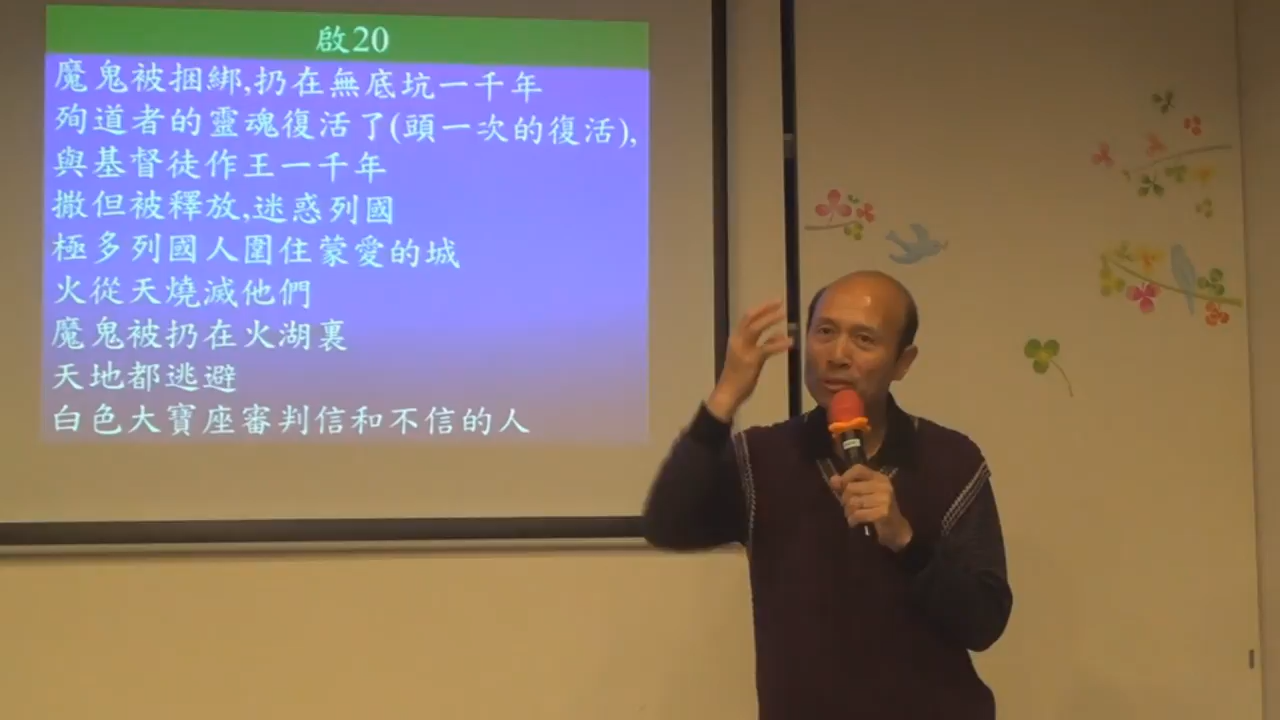 啟20
魔鬼被捆綁,扔在無底坑一千年
殉道者的靈魂復活了(頭一次的復活),
與基督徒作王一千年
撒但被釋放,迷惑列國
極多列國人圍住蒙愛的城
火從天燒滅他們
魔鬼被扔在火湖裏
天地都逃避
白色大寶座審判信和不信的人